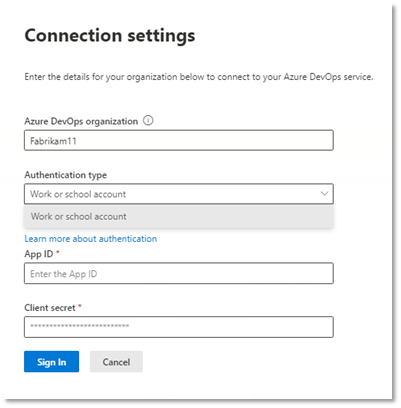 Connection settings
Enter the details for your organization below to connect to your Azure DevOps service.
Azure DevOps organization
Fabrikam11
Authentication type
Work or school account
Work or school account
Learn more about authentication
App ID *
Enter the App ID
Client secret *
**************************
Sign In Cancel